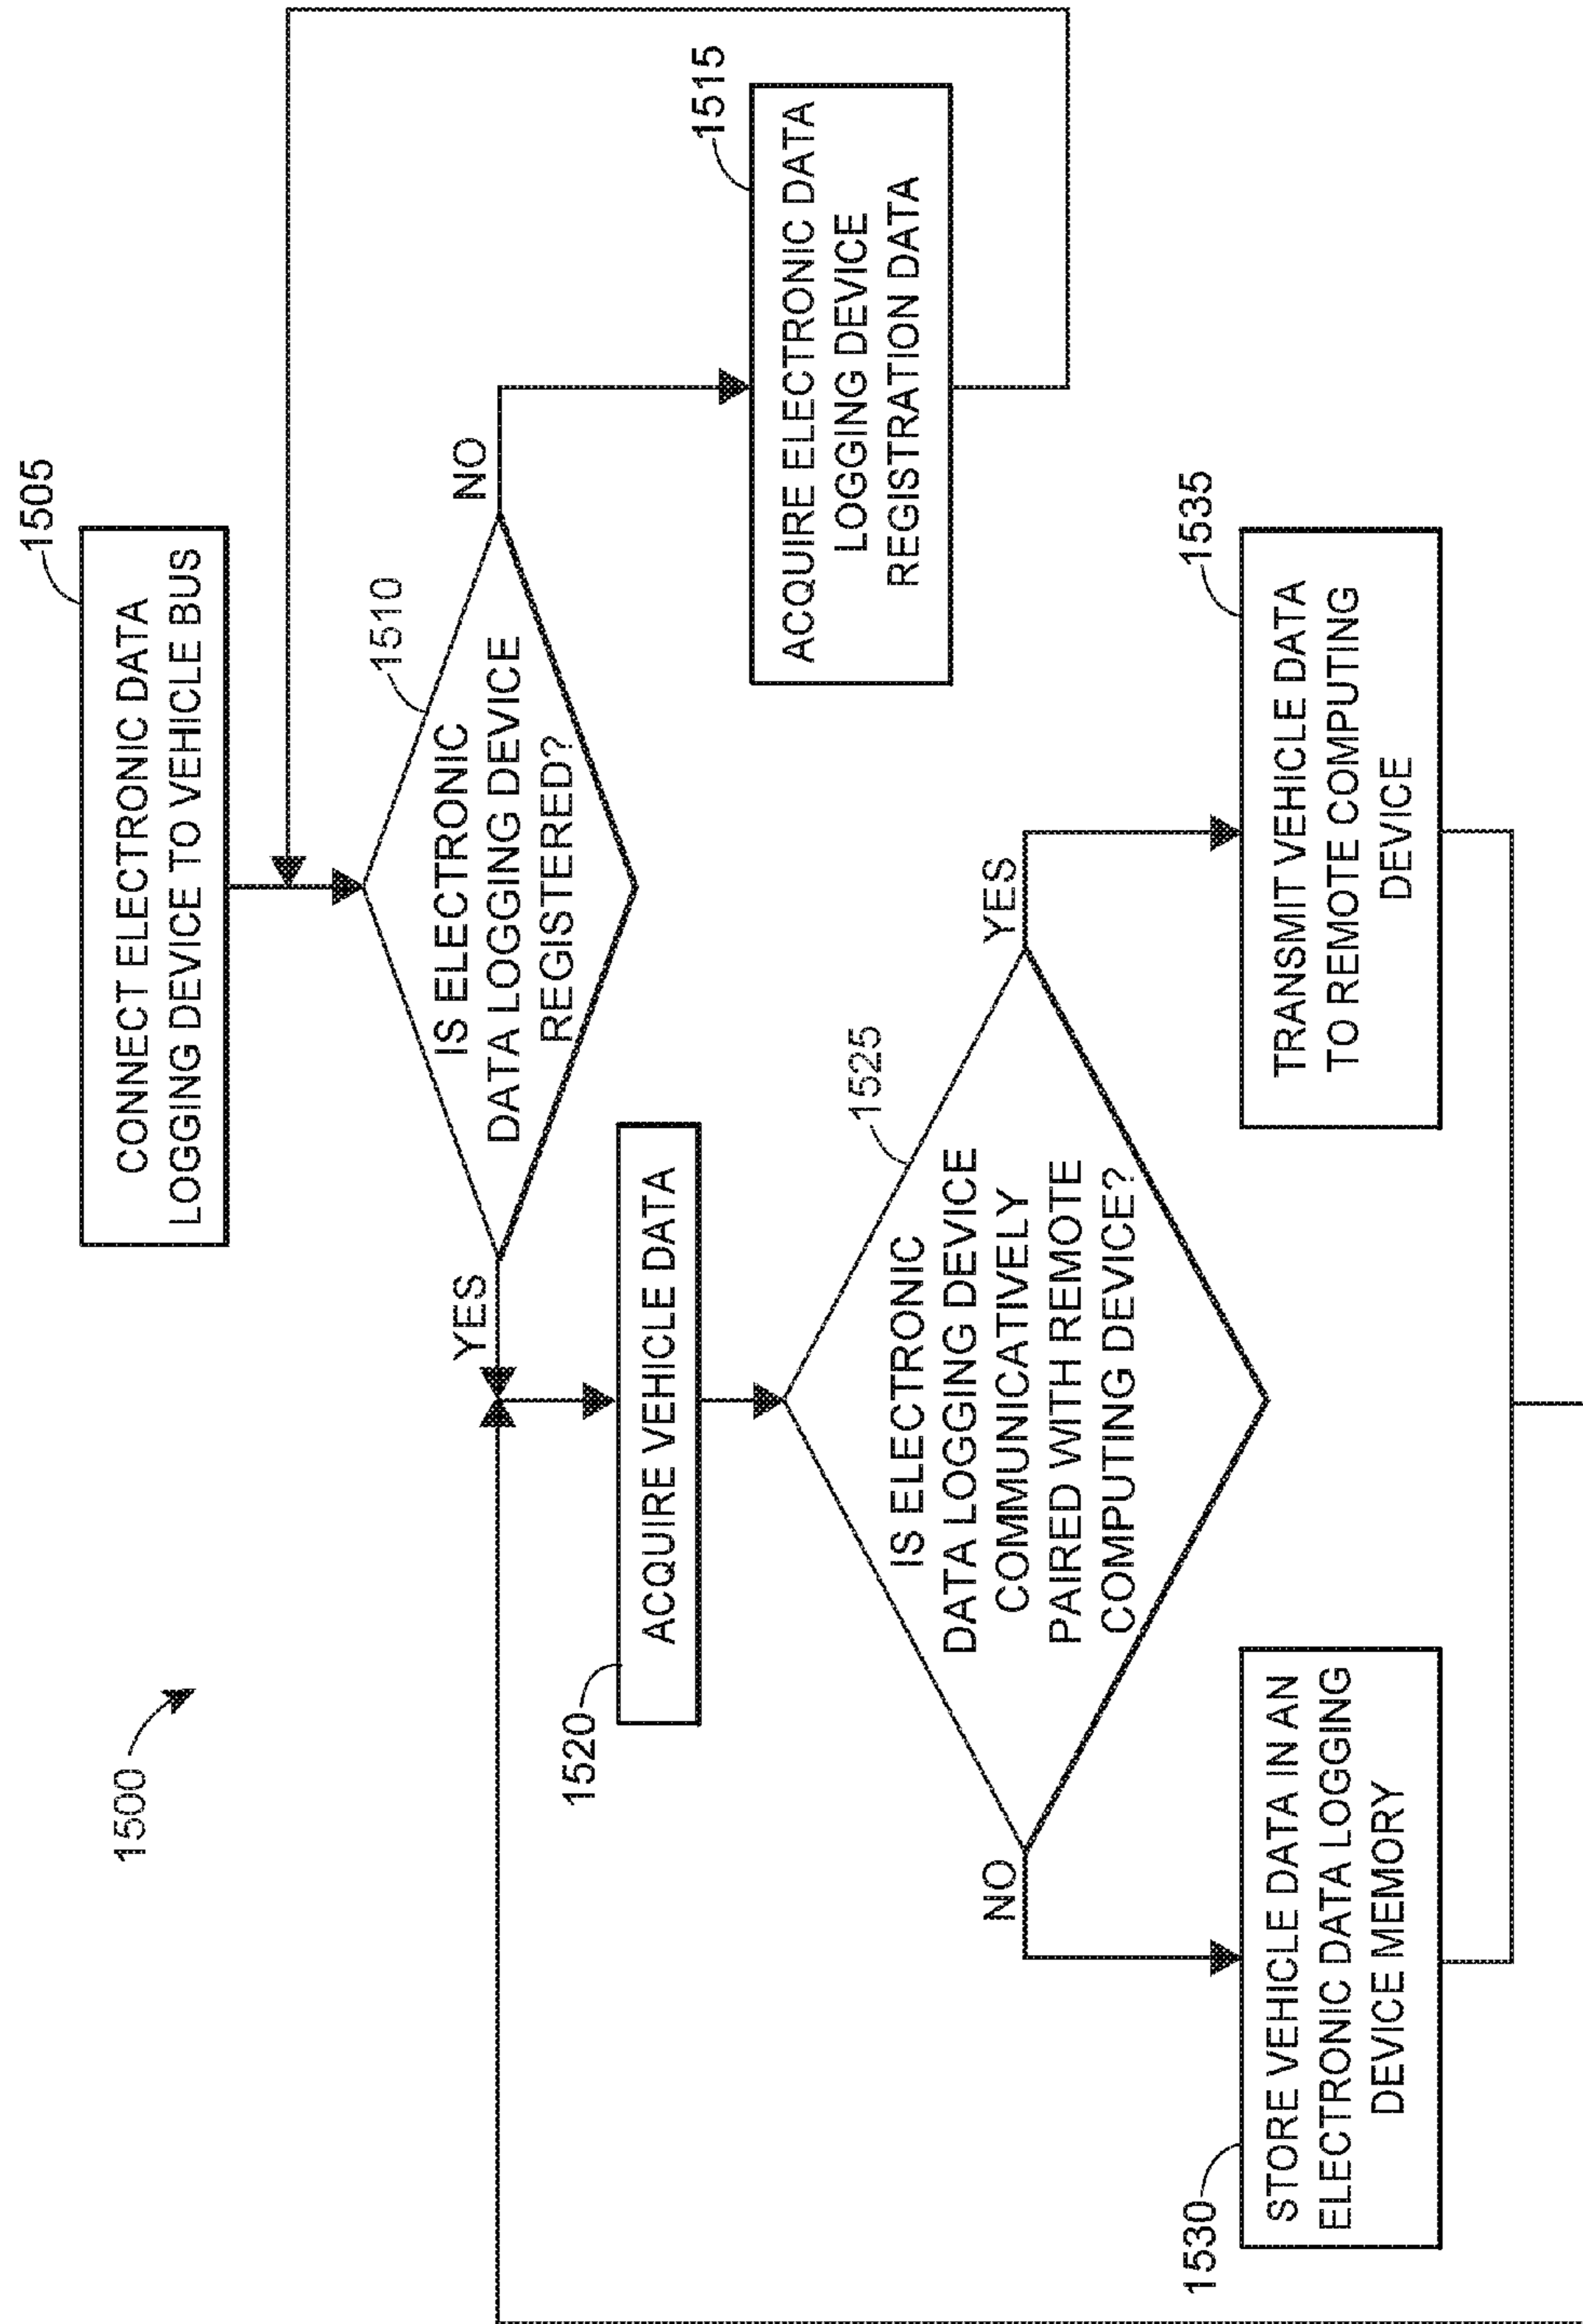 1500
1505
CONNECT ELECTRONIC DATA
LOGGING DEVICE TO VEHICLE BUS
1510
IS ELECTRONIC
DATA LOGGING DEVICE
REGISTERED?
YES
NO
1515
ACQUIRE ELECTRONIC DATA
LOGGING DEVICE
REGISTRATION DATA
1520
ACQUIRE VEHICLE DATA
1525
IS ELECTRONIC
DATA LOGGING DEVICE
COMMUNICATIVELY
PAIRED WITH REMOTE
COMPUTING DEVICE?
NO
YES
1530
STORE VEHICLE DATA IN AN
ELECTRONIC DATA LOGGING
DEVICE MEMORY
1535
TRANSMIT VEHICLE DATA
TO REMOTE COMPUTING
DEVICE